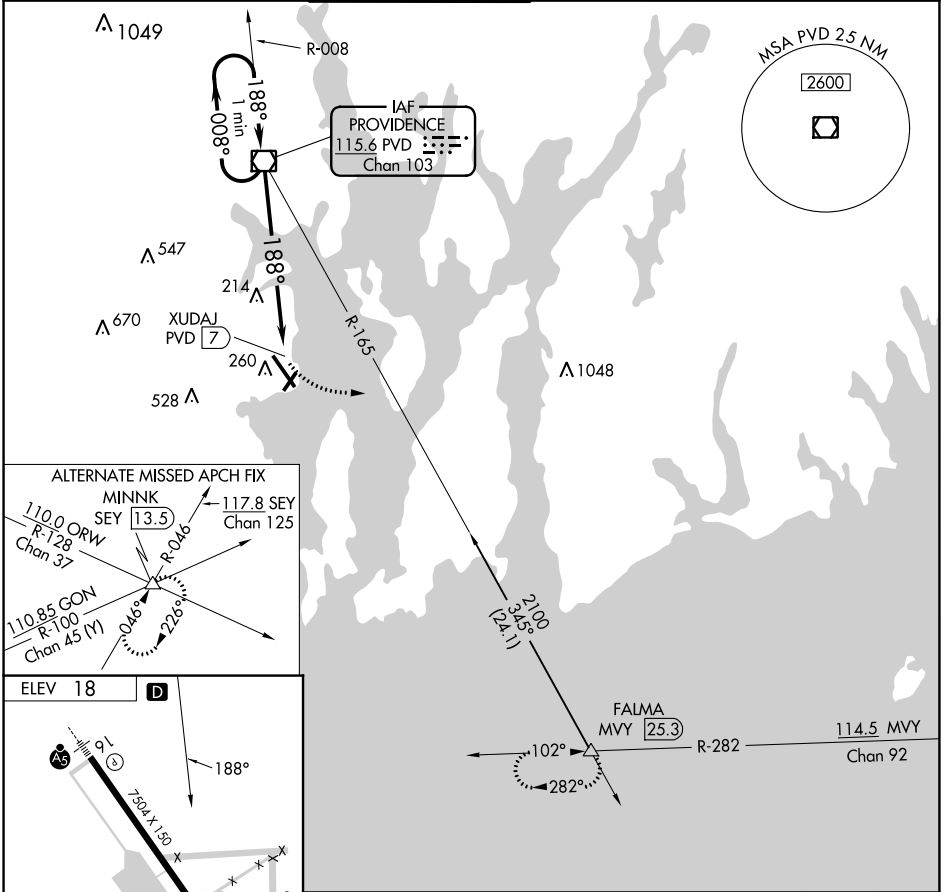 1049
R-008
188°
1 min
008°
IAF
PROVIDENCE
115.6 PVD
Chan 103
MSA PVD 25 NM
2600
547
188°
214
R-165
670
XUDAJ
PVD 7
260
528
1048
ALTERNATE MISSED APCH FIX
MINNK
SEY 13.5
117.8 SEY
Chan 125
R-046
110.0 ORW
R-128
Chan 37
110.85 GON
R-100
Chan 45 (Y)
046°
226°
2100
345°
(24.1)
FALMA
MVY 25.3
R-282
114.5 MVY
Chan 92
102°
282°
ELEV 18
D
188°
16
A5
P
7504 X 150
X
X
X
X
X